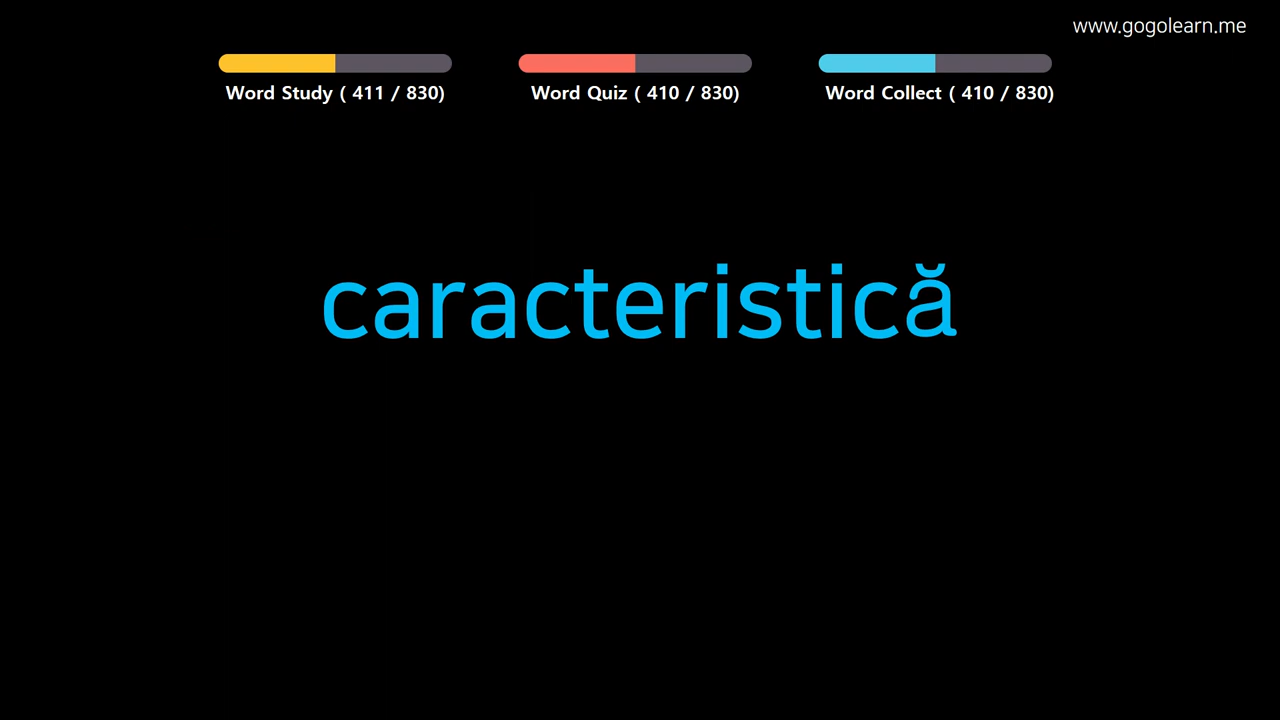 www.gogolearn.me
Word Study ( 411 / 830)
Word Quiz ( 410 / 830)
Word Collect ( 410 / 830)
caracteristică